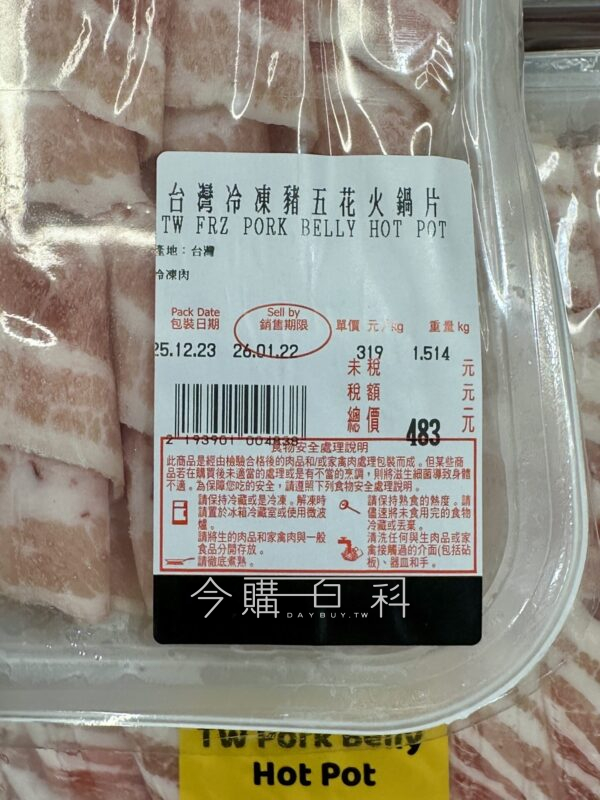 台灣冷凍豬五花火鍋片
TW FRZ PORK BELLY HOT POT
產地：台灣
冷凍肉
Pack Date
包裝日期
Sell by
銷售期限
單價 元/kg
重量 kg
25.12.23
26.01.22
319
1.514
未稅 元
稅額 元
總價 483 元
2 193901 004838
食物安全處理說明
此商品是經由檢驗合格後的肉品和/或家禽肉處理包裝而成。但某些商
品若在購買後未適當的處理或是有不當的烹調，則將滋生細菌導致身體
不適。為保障您吃的安全，請遵照下列食物安全處理說明。
請保持冷藏或是冷凍。解凍時
請置於冰箱冷藏室或使用微波
爐。
請將生的肉品和家禽肉與一般
食品分開存放。
請徹底煮熟。
請保持熟食的熱度。請
儘速將未食用完的食物
冷藏或丟棄。
清洗任何與生肉品或家
禽接觸過的介面(包括砧
板)、器皿和手。
今購百科
DAYBUY.TW
TW Pork Belly
Hot Pot